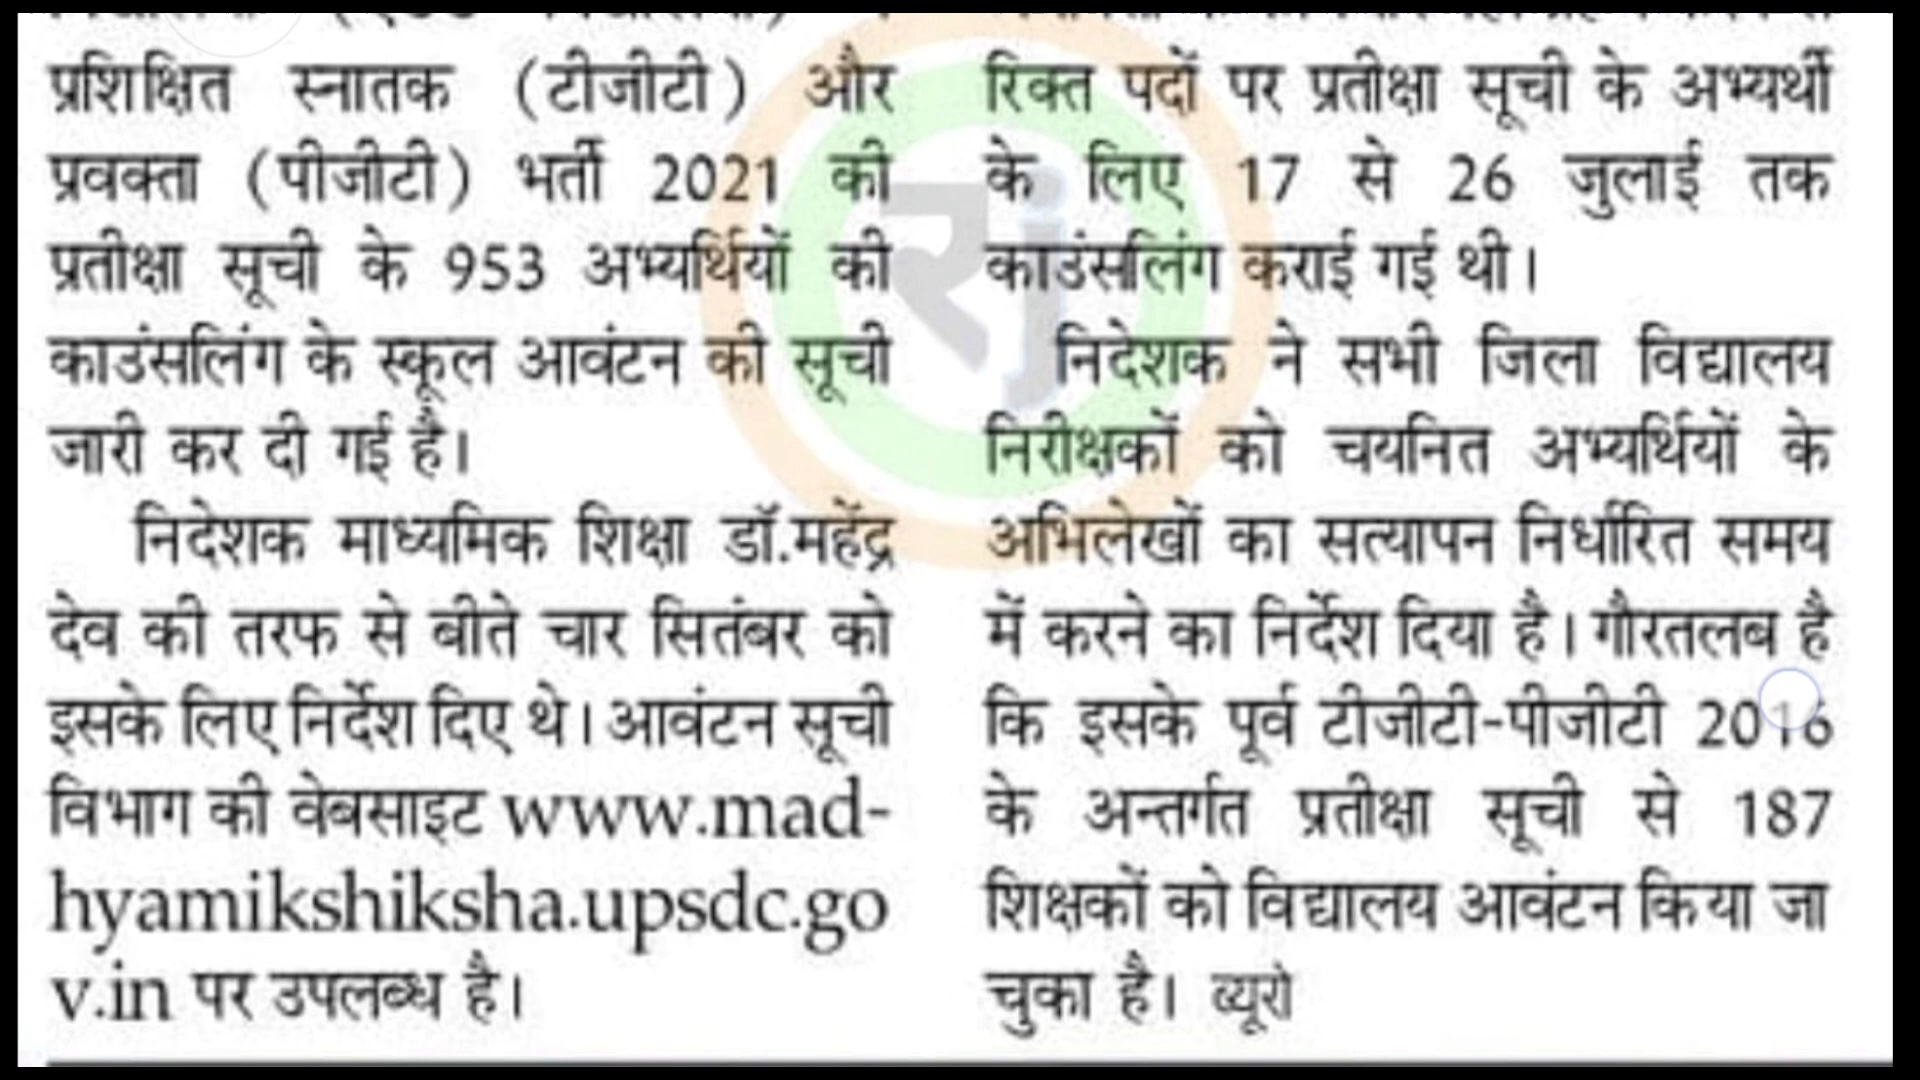 प्रशिक्षित स्नातक (टीजीटी) और
प्रवक्ता (पीजीटी) भर्ती 2021 की
प्रतीक्षा सूची के 953 अभ्यर्थियों की
काउंसलिंग के स्कूल आवंटन की सूची
जारी कर दी गई है।
निदेशक माध्यमिक शिक्षा डॉ.महेंद्र
देव की तरफ से बीते चार सितंबर को
इसके लिए निर्देश दिए थे। आवंटन सूची
विभाग की वेबसाइट www.mad-
hyamikshiksha.upsdc.go
v.in पर उपलब्ध है।
रिक्त पदों पर प्रतीक्षा सूची के अभ्यर्थी
के लिए 17 से 26 जुलाई तक
काउंसलिंग कराई गई थी।
निदेशक ने सभी जिला विद्यालय
निरीक्षकों को चयनित अभ्यर्थियों के
अभिलेखों का सत्यापन निर्धारित समय
में करने का निर्देश दिया है। गौरतलब है
कि इसके पूर्व टीजीटी-पीजीटी 2016
के अन्तर्गत प्रतीक्षा सूची से 187
शिक्षकों को विद्यालय आवंटन किया जा
चुका है। ब्यूरो
रj